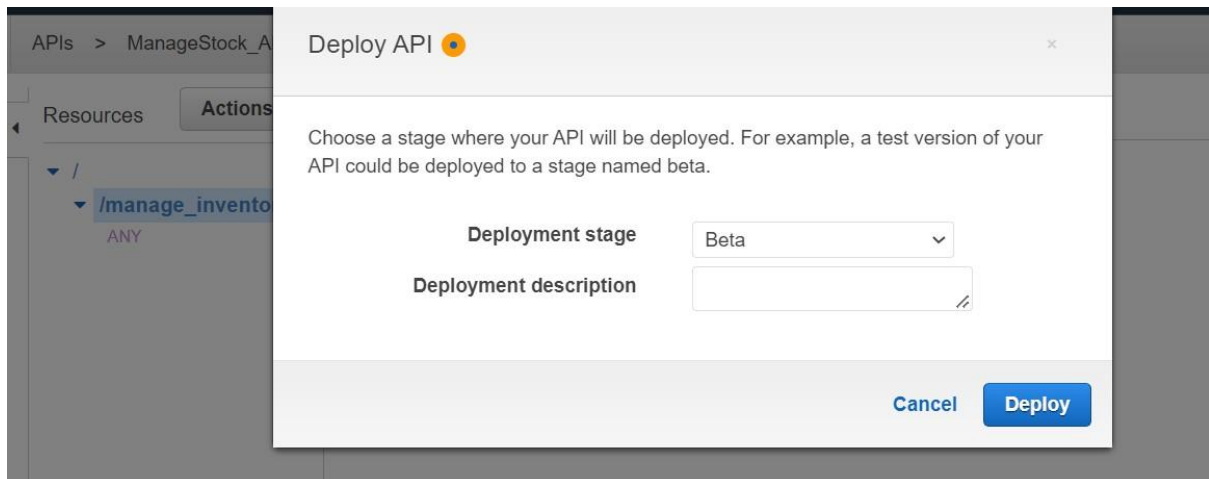 APIs > ManageStock_A
Deploy API
×
Resources
Actions
Choose a stage where your API will be deployed. For example, a test version of your
API could be deployed to a stage named beta.
/
/manage_invento
ANY
Deployment stage
Beta
Deployment description
Cancel
Deploy